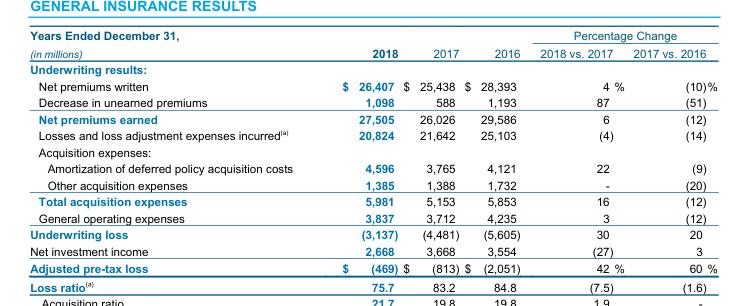 GENERAL INSURANCE RESULTS
Years Ended December 31, Percentage Change
(in millions) 2018 2017 2016 2018 vs. 2017 2017 vs. 2016
Underwriting results:
Net premiums written $ 26,407 $ 25,438 $ 28,393 4 % (10)%
Decrease in unearned premiums 1,098 588 1,193 87 (51)
Net premiums earned 27,505 26,026 29,586 6 (12)
Losses and loss adjustment expenses incurred(a) 20,824 21,642 25,103 (4) (14)
Acquisition expenses:
Amortization of deferred policy acquisition costs 4,596 3,765 4,121 22 (9)
Other acquisition expenses 1,385 1,388 1,732 - (20)
Total acquisition expenses 5,981 5,153 5,853 16 (12)
General operating expenses 3,837 3,712 4,235 3 (12)
Underwriting loss (3,137) (4,481) (5,605) 30 20
Net investment income 2,668 3,668 3,554 (27) 3
Adjusted pre-tax loss $ (469) $ (813) $ (2,051) 42 % 60 %
Loss ratio(a) 75.7 83.2 84.8 (7.5) (1.6)
Acquisition ratio 21.7 19.8 19.8 1.9 -